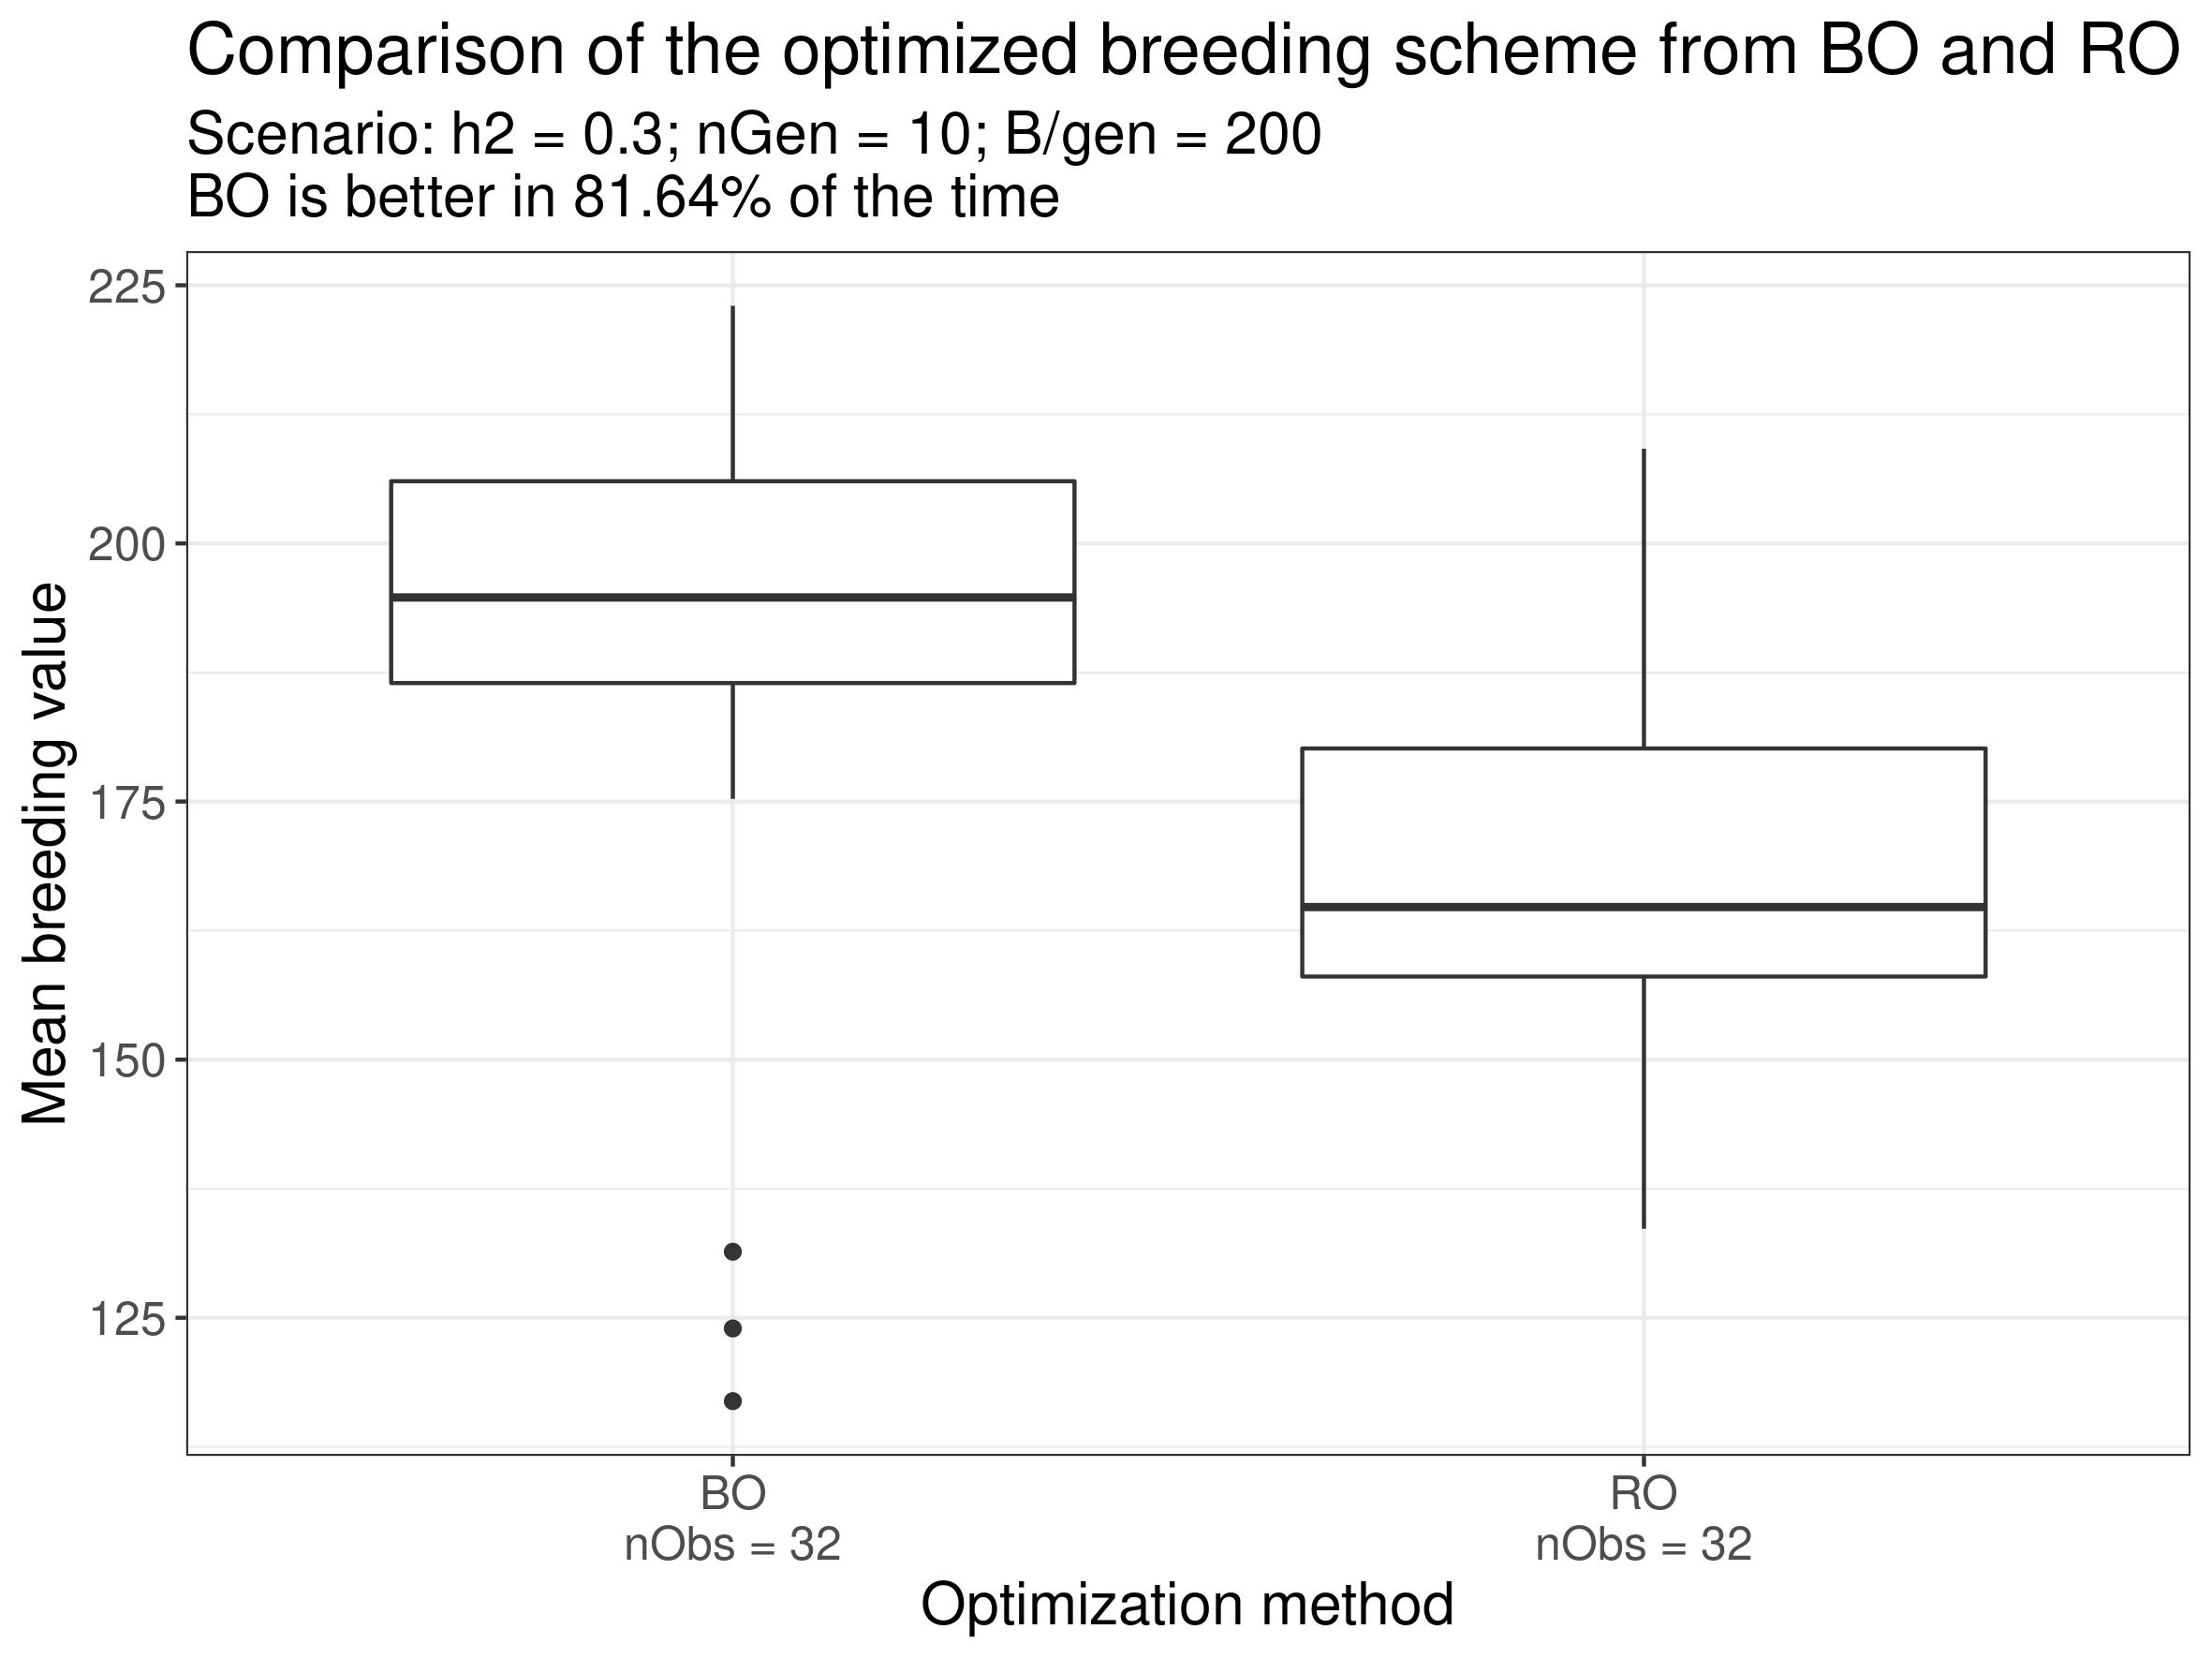 Comparison of the optimized breeding scheme from BO and RO
Scenario: h2 = 0.3; nGen = 10; B/gen = 200
BO is better in 81.64% of the time
Mean breeding value
225
200
175
150
125
BO
nObs = 32
RO
nObs = 32
Optimization method